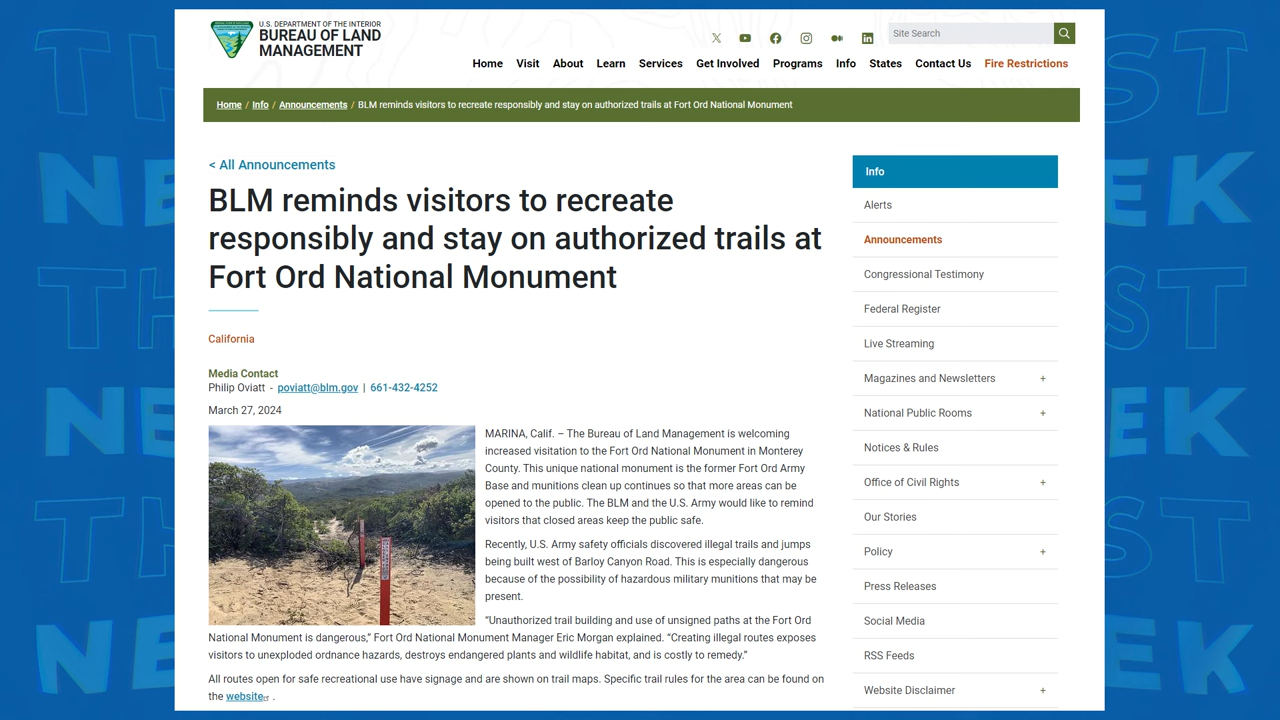 U.S. DEPARTMENT OF THE INTERIOR
BUREAU OF LAND
MANAGEMENT
Site Search
Home Visit About Learn Services Get Involved Programs Info States Contact Us Fire Restrictions
Home / Info / Announcements / BLM reminds visitors to recreate responsibly and stay on authorized trails at Fort Ord National Monument
< All Announcements
BLM reminds visitors to recreate
responsibly and stay on authorized trails at
Fort Ord National Monument
California
Media Contact
Philip Oviatt - poviatt@blm.gov | 661-432-4252
March 27, 2024
MARINA, Calif. – The Bureau of Land Management is welcoming
increased visitation to the Fort Ord National Monument in Monterey
County. This unique national monument is the former Fort Ord Army
Base and munitions clean up continues so that more areas can be
opened to the public. The BLM and the U.S. Army would like to remind
visitors that closed areas keep the public safe.
Recently, U.S. Army safety officials discovered illegal trails and jumps
being built west of Barloy Canyon Road. This is especially dangerous
because of the possibility of hazardous military munitions that may be
present.
“Unauthorized trail building and use of unsigned paths at the Fort Ord
National Monument is dangerous,” Fort Ord National Monument Manager Eric Morgan explained. “Creating illegal routes exposes
visitors to unexploded ordnance hazards, destroys endangered plants and wildlife habitat, and is costly to remedy.”
All routes open for safe recreational use have signage and are shown on trail maps. Specific trail rules for the area can be found on
the website .
Info
Alerts
Announcements
Congressional Testimony
Federal Register
Live Streaming
Magazines and Newsletters +
National Public Rooms +
Notices & Rules
Office of Civil Rights +
Our Stories
Policy +
Press Releases
Social Media
RSS Feeds
Website Disclaimer +